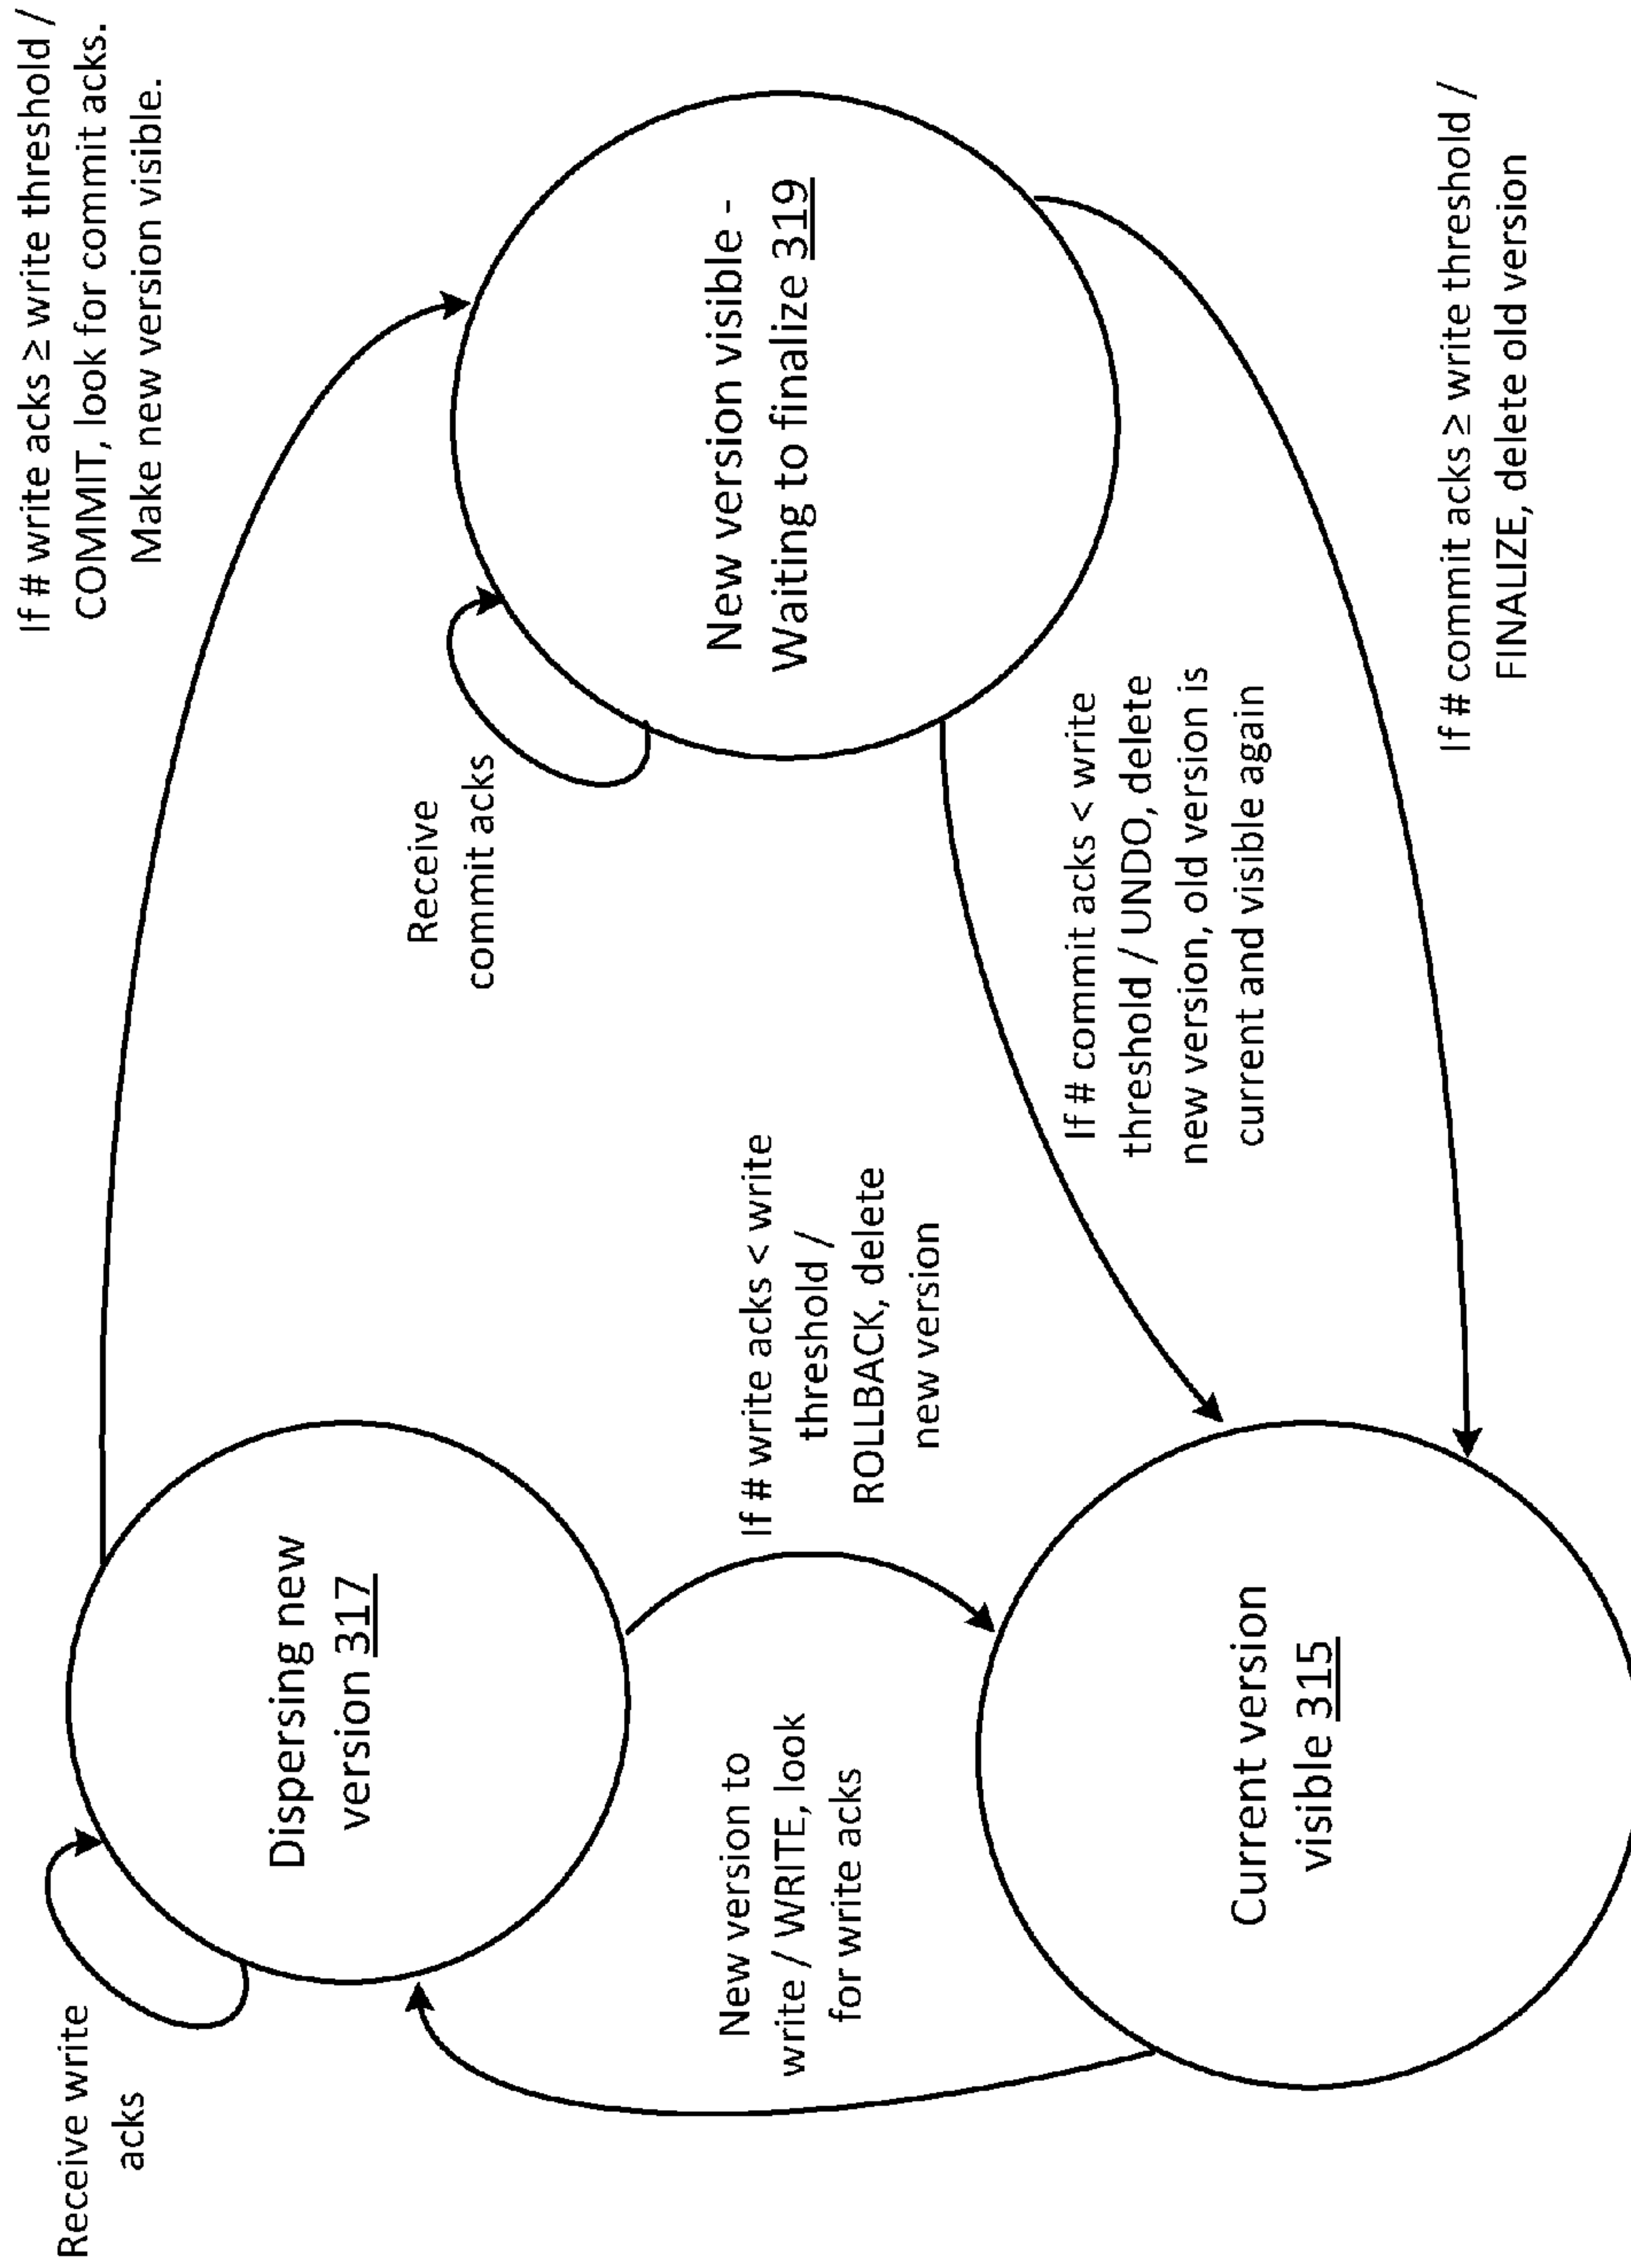 Receive write
acks
Dispersing new
version 317
If # write acks ≥ write threshold /
COMMIT, look for commit acks.
Make new version visible.
Receive
commit acks
New version visible -
Waiting to finalize 319
New version to
write / WRITE, look
for write acks
If # write acks < write
threshold /
ROLLBACK, delete
new version
If # commit acks < write
threshold / UNDO, delete
new version, old version is
current and visible again
Current version
visible 315
If # commit acks ≥ write threshold /
FINALIZE, delete old version